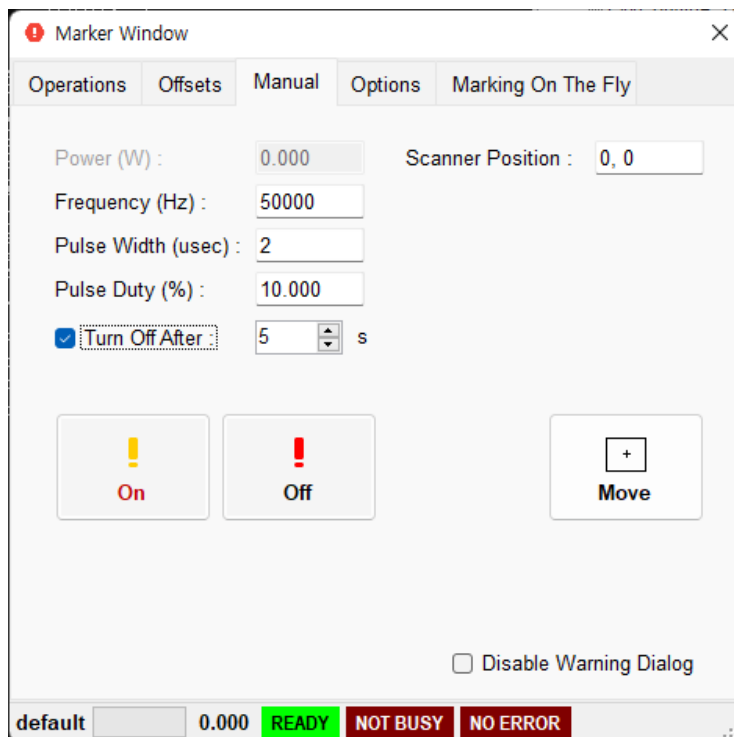 Marker Window
Operations Offsets Manual Options Marking On The Fly
Power (W) : 0.000 Scanner Position : 0, 0
Frequency (Hz) : 50000
Pulse Width (usec) : 2
Pulse Duty (%) : 10.000
Turn Off After : 5 s
On Off Move
Disable Warning Dialog
default 0.000 READY NOT BUSY NO ERROR